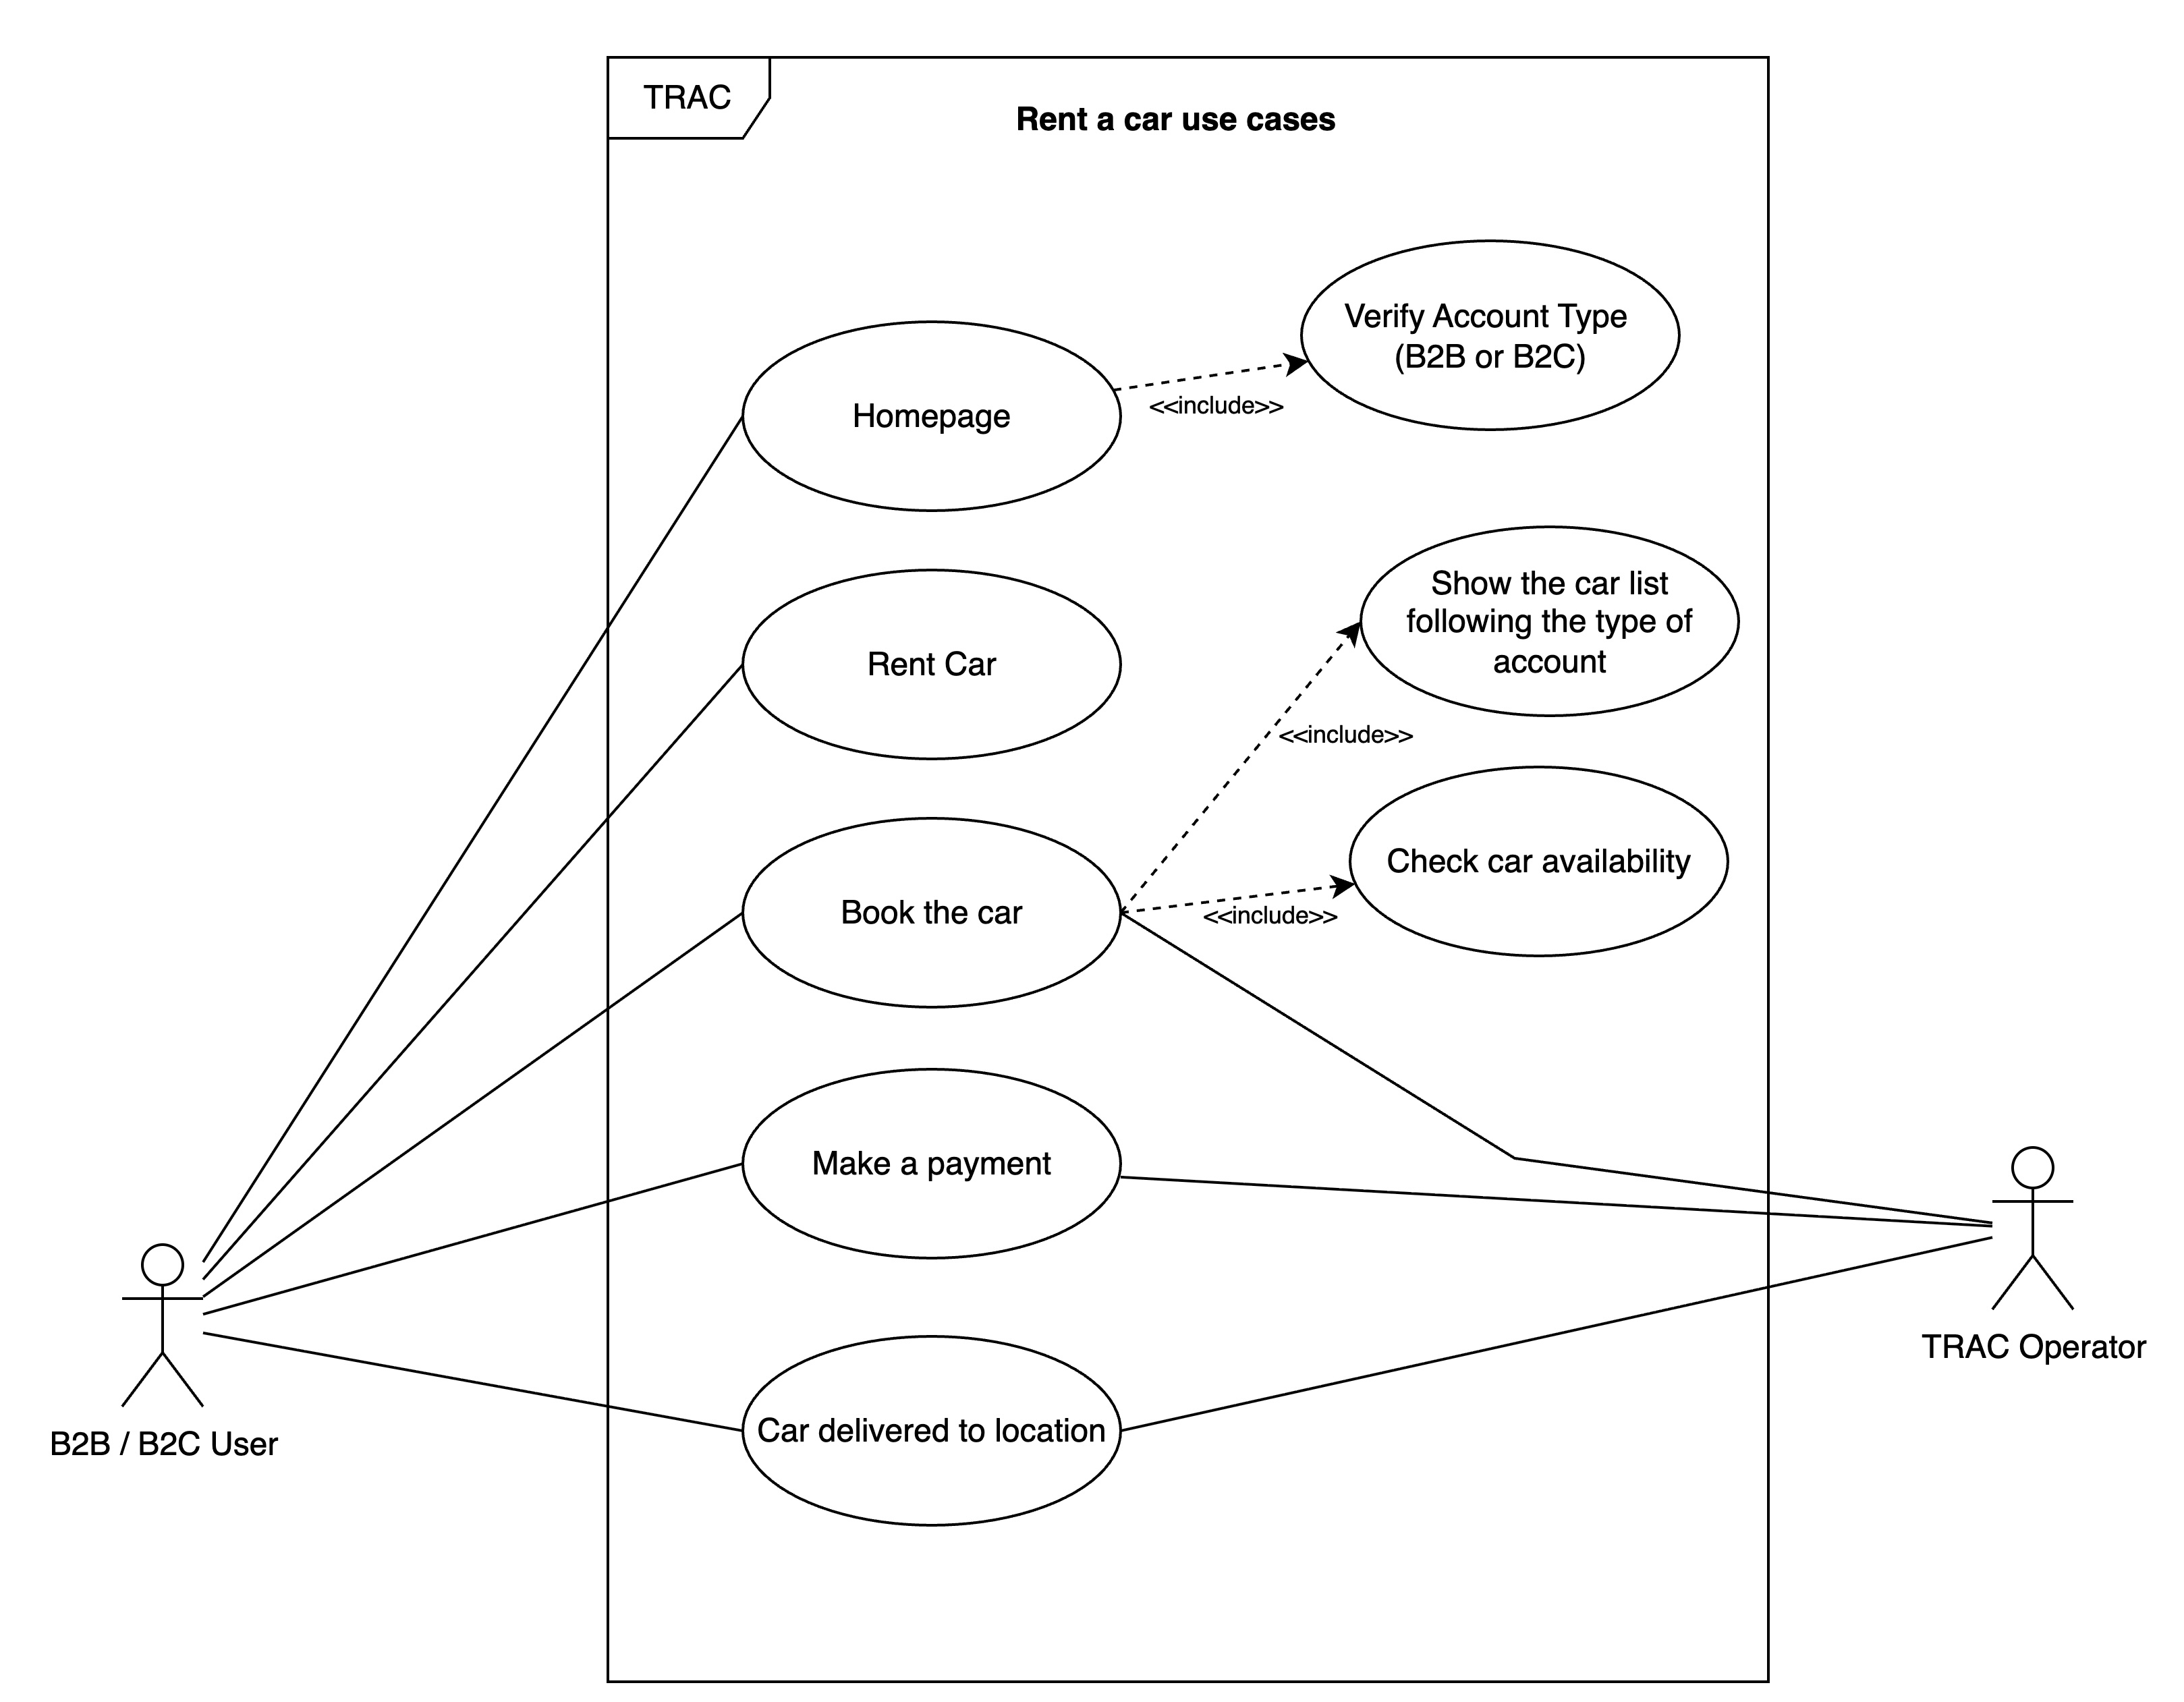 TRAC
Rent a car use cases
Verify Account Type
(B2B or B2C)
Homepage
<<include>>
Show the car list
following the type of
account
Rent Car
<<include>>
Check car availability
Book the car
<<include>>
Make a payment
TRAC Operator
Car delivered to location
B2B / B2C User